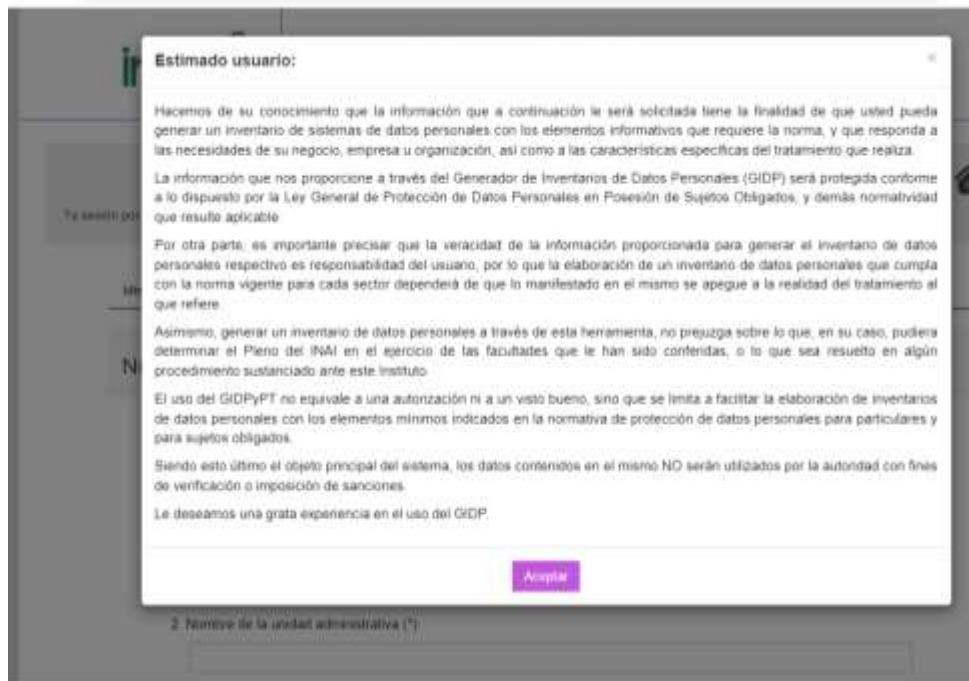 Estimado usuario:
×
Hacemos de su conocimiento que la información que a continuación le será solicitada tiene la finalidad de que usted pueda
generar un inventario de sistemas de datos personales con los elementos informativos que requiere la norma, y que responda a
las necesidades de su negocio, empresa u organización, así como a las características específicas del tratamiento que realiza.
La información que nos proporcione a través del Generador de Inventarios de Datos Personales (GIDP) será protegida conforme
a lo dispuesto por la Ley General de Protección de Datos Personales en Posesión de Sujetos Obligados, y demás normatividad
que resulte aplicable
Por otra parte, es importante precisar que la veracidad de la información proporcionada para generar el inventario de datos
personales respectivo es responsabilidad del usuario, por lo que la elaboración de un inventario de datos personales que cumpla
con la norma vigente para cada sector dependerá de que lo manifestado en el mismo se apegue a la realidad del tratamiento al
que refiere.
Asimismo, generar un inventario de datos personales a través de esta herramienta, no prejuzga sobre lo que, en su caso, pudiera
determinar el Pleno del INAI en el ejercicio de las facultades que le han sido conferidas, o lo que sea resuelto en algún
procedimiento sustanciado ante este Instituto
El uso del GIDPyPT no equivale a una autorización ni a un visto bueno, sino que se limita a facilitar la elaboración de inventarios
de datos personales con los elementos mínimos indicados en la normativa de protección de datos personales para particulares y
para sujetos obligados.
Siendo esto último el objeto principal del sistema, los datos contenidos en el mismo NO serán utilizados por la autoridad con fines
de verificación o imposición de sanciones.
Le deseamos una grata experiencia en el uso del GIDP.
Aceptar
Tu sesión
2. Nombre de la unidad administrativa (*)